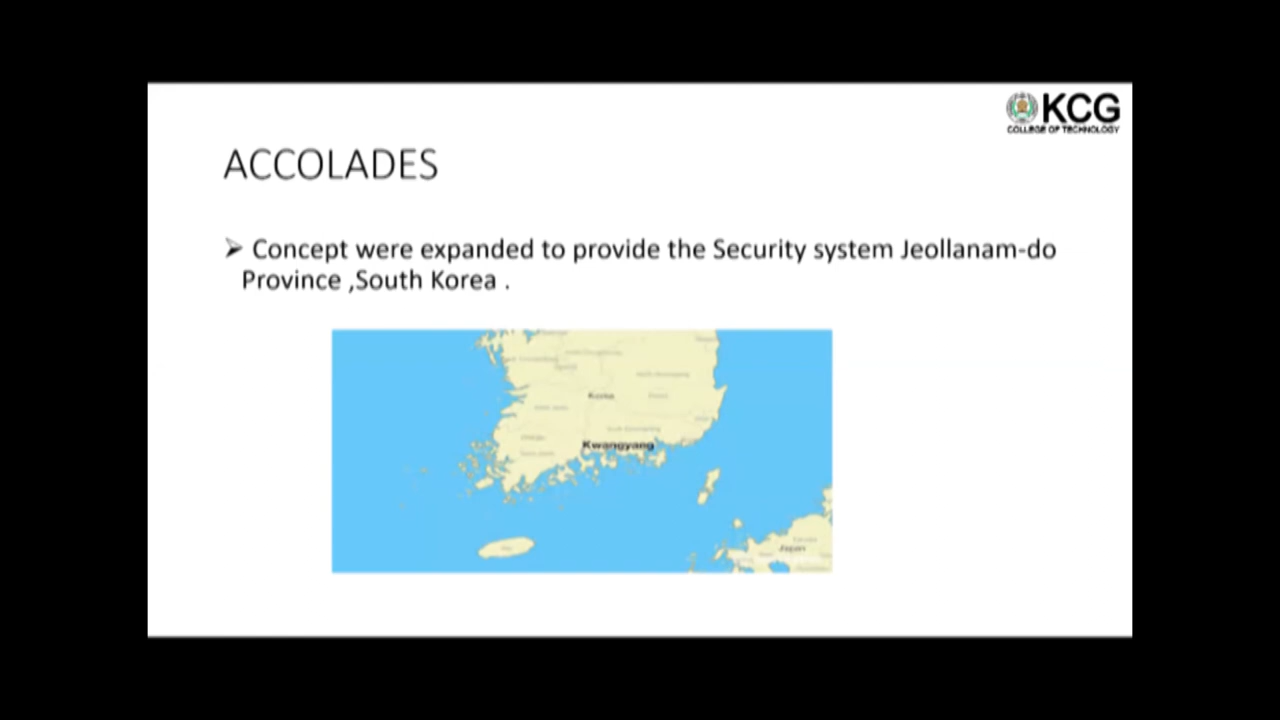 KCG
COLLEGE OF TECHNOLOGY
ACCOLADES
➢ Concept were expanded to provide the Security system Jeollanam-do
Province ,South Korea .
Korea
Kwangyang
Japan